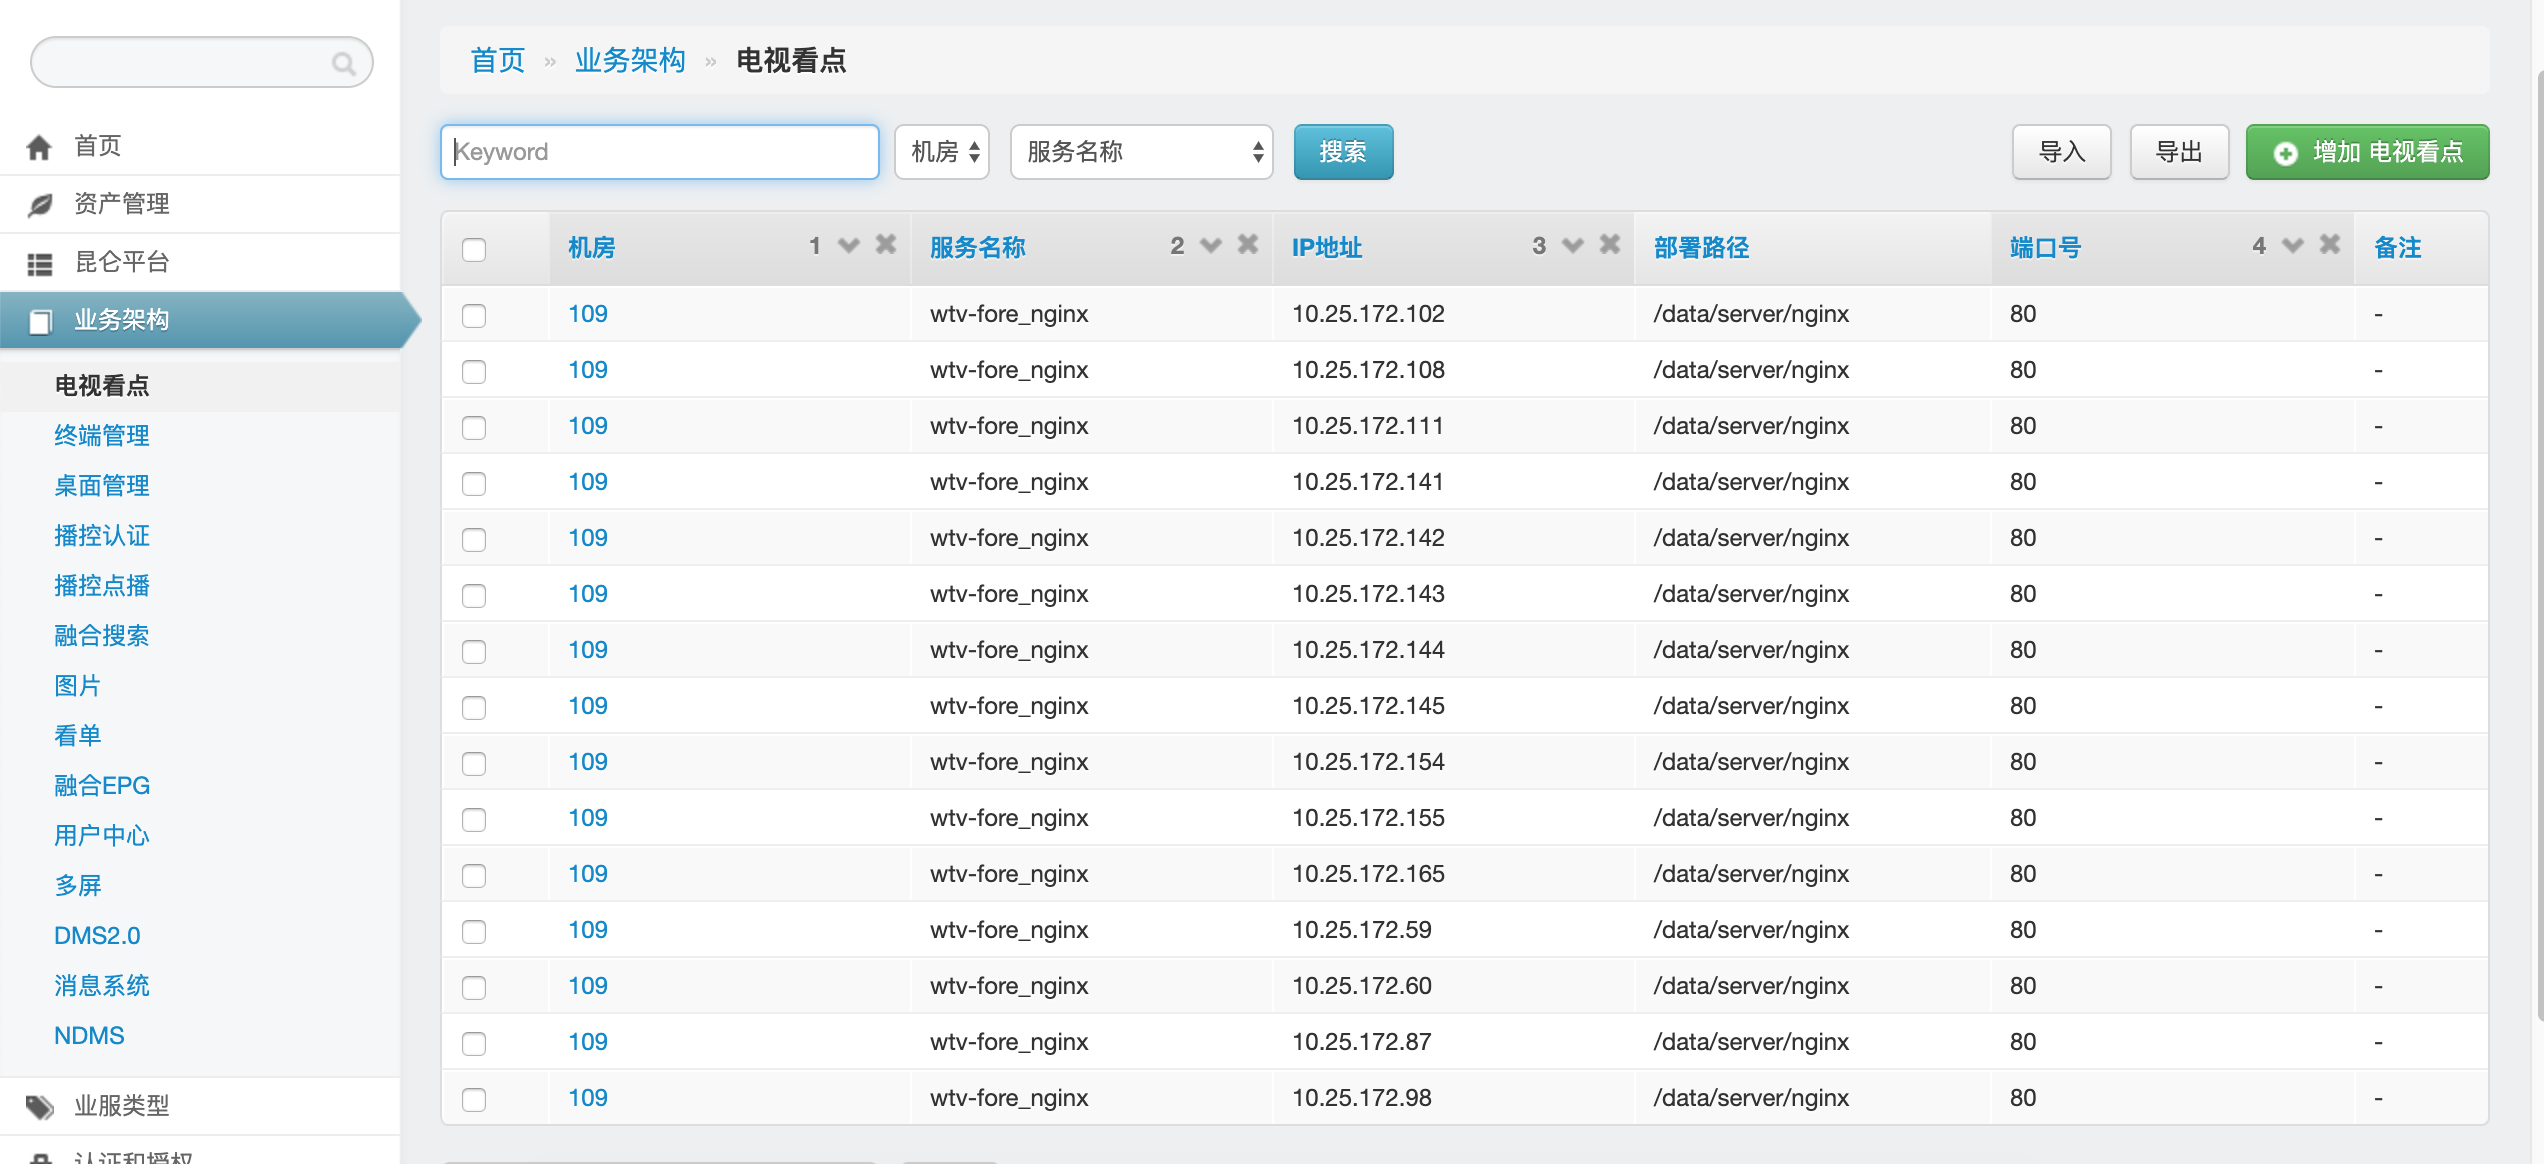 首页
资产管理
昆仑平台
业务架构
电视看点
终端管理
桌面管理
播控认证
播控点播
融合搜索
图片
看单
融合EPG
用户中心
多屏
DMS2.0
消息系统
NDMS
业服类型
认证和授权
首页 » 业务架构 » 电视看点
Keyword 机房 服务名称 搜索 导入 导出 增加 电视看点
机房 1 服务名称 2 IP地址 3 部署路径 端口号 4 备注
109 wtv-fore_nginx 10.25.172.102 /data/server/nginx 80 -
109 wtv-fore_nginx 10.25.172.108 /data/server/nginx 80 -
109 wtv-fore_nginx 10.25.172.111 /data/server/nginx 80 -
109 wtv-fore_nginx 10.25.172.141 /data/server/nginx 80 -
109 wtv-fore_nginx 10.25.172.142 /data/server/nginx 80 -
109 wtv-fore_nginx 10.25.172.143 /data/server/nginx 80 -
109 wtv-fore_nginx 10.25.172.144 /data/server/nginx 80 -
109 wtv-fore_nginx 10.25.172.145 /data/server/nginx 80 -
109 wtv-fore_nginx 10.25.172.154 /data/server/nginx 80 -
109 wtv-fore_nginx 10.25.172.155 /data/server/nginx 80 -
109 wtv-fore_nginx 10.25.172.165 /data/server/nginx 80 -
109 wtv-fore_nginx 10.25.172.59 /data/server/nginx 80 -
109 wtv-fore_nginx 10.25.172.60 /data/server/nginx 80 -
109 wtv-fore_nginx 10.25.172.87 /data/server/nginx 80 -
109 wtv-fore_nginx 10.25.172.98 /data/server/nginx 80 -